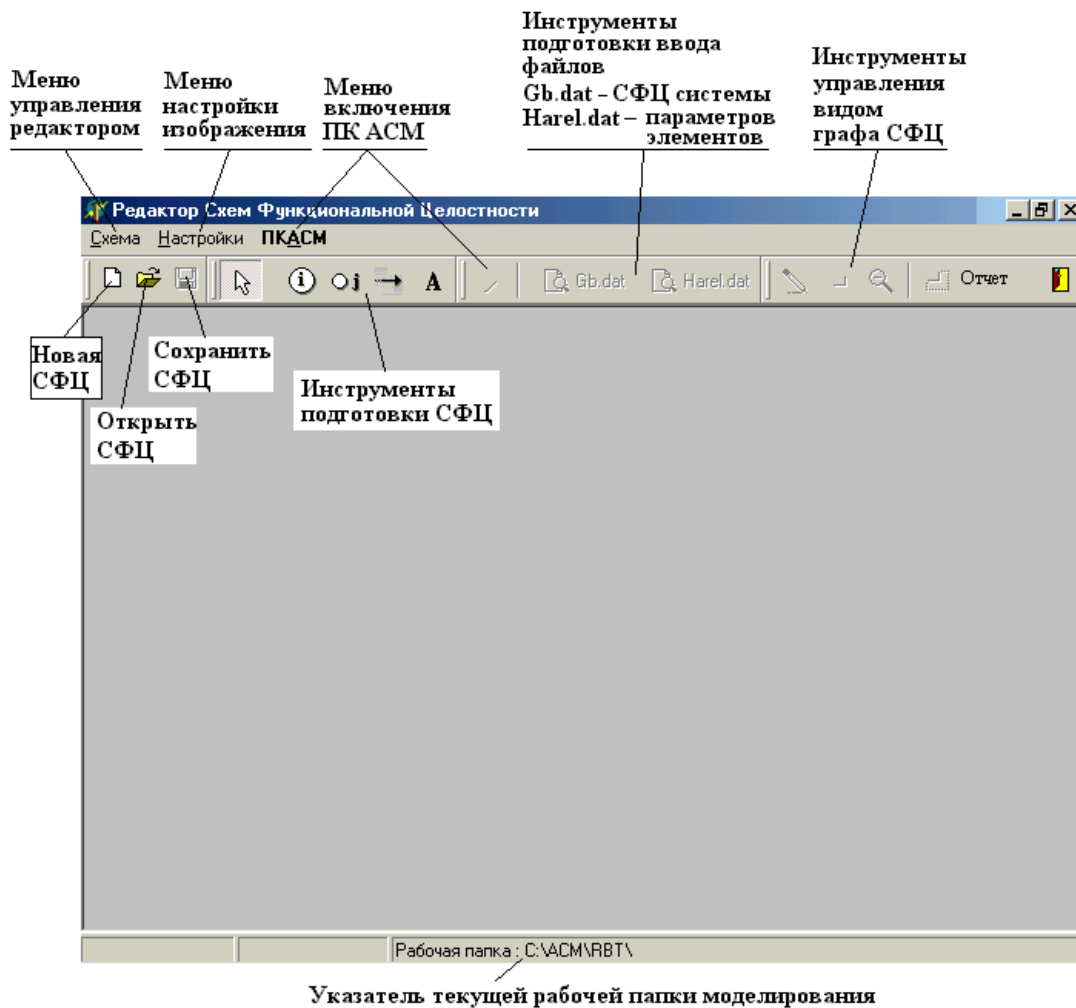 Инструменты
подготовки ввода
файлов
Gb.dat – СФЦ системы
Harel.dat – параметров
элементов
Инструменты
управления
видом
графа СФЦ
Меню
управления
редактором
Меню
настройки
изображения
Меню
включения
ПК АСМ
Редактор Схем Функциональной Целостности
Схема Настройки ПКАСМ
i j A Gb.dat Harel.dat Отчет
Новая
СФЦ
Сохранить
СФЦ
Открыть
СФЦ
Инструменты
подготовки СФЦ
Рабочая папка : C:\ACM\RBT\
Указатель текущей рабочей папки моделирования